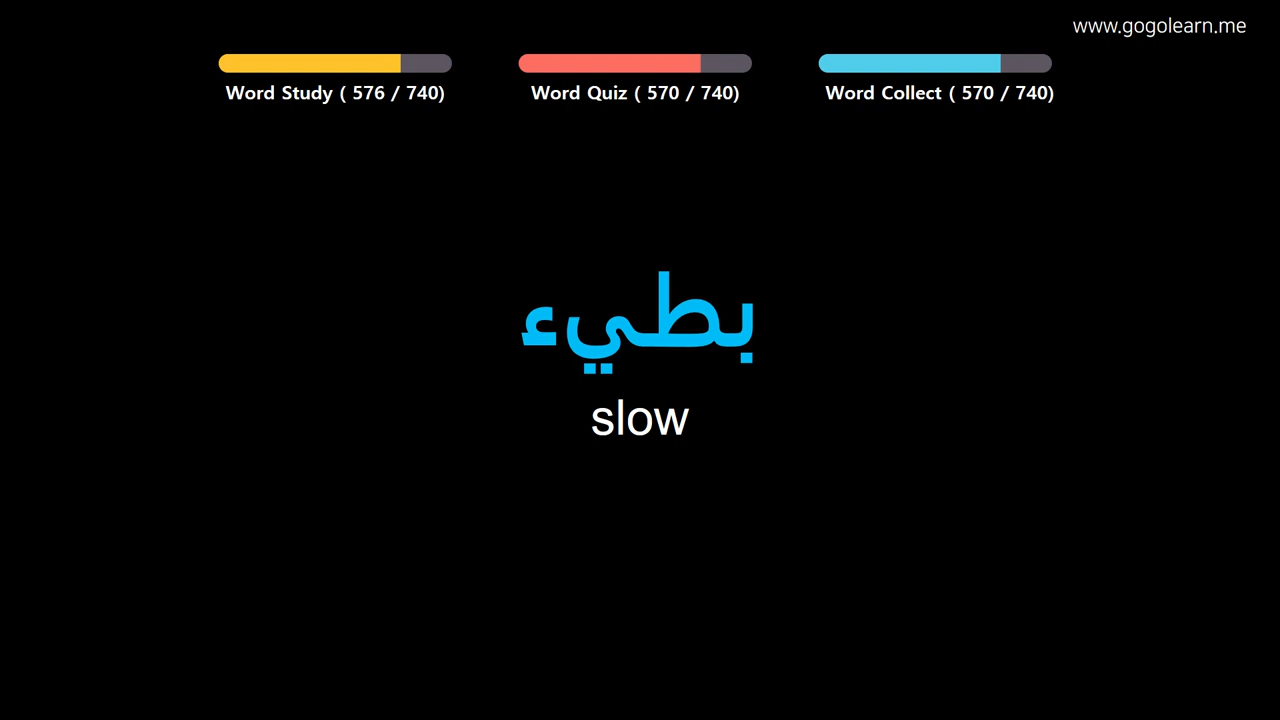 www.gogolearn.me
Word Study ( 576 / 740)
Word Quiz ( 570 / 740)
Word Collect ( 570 / 740)
بطيء
slow